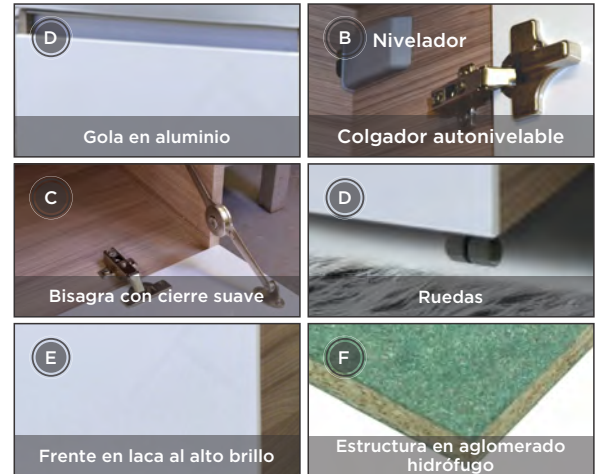 D
Gola en aluminio
B
Nivelador
Colgador autonivelable
C
Bisagra con cierre suave
D
Ruedas
E
Frente en laca al alto brillo
F
Estructura en aglomerado
hidrófugo